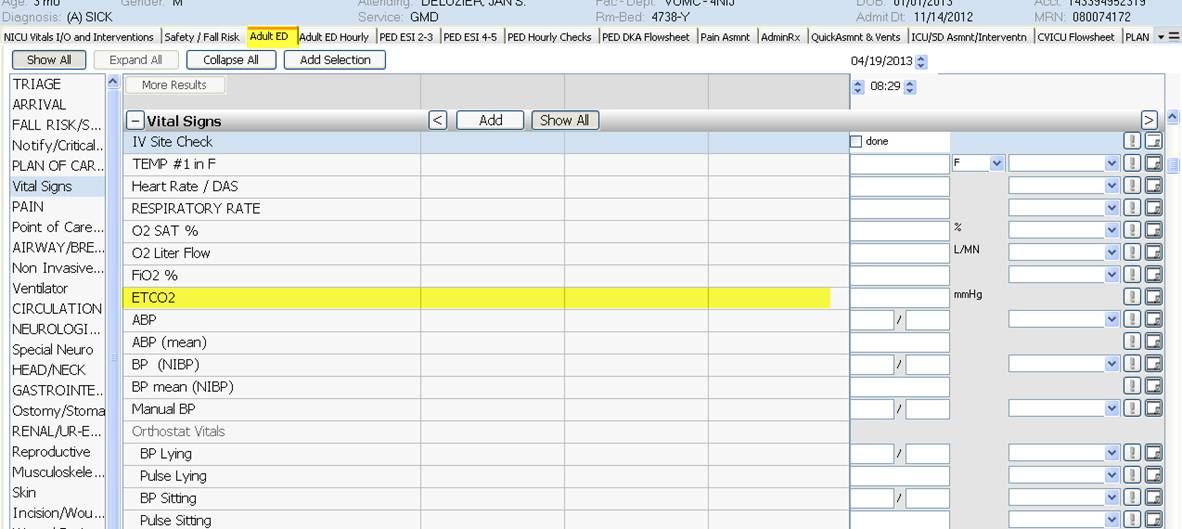 Age: 3 mo Gender: M Attending: DELOZIER, JAN S. Fac - Dept VUMC - 4NIJ DOB: 01/01/2013 Acct 143394952319
Diagnosis: (A) SICK Service: GMD Rm-Bed: 4738-Y Admit Dt: 11/14/2012 MRN: 080074172
NICU Vitals I/O and Interventions Safety / Fall Risk Adult ED Adult ED Hourly PED ESI 2-3 PED ESI 4-5 PED Hourly Checks PED DKA Flowsheet Pain Asmnt AdminRx QuickAsmnt & Vents ICU/SD Asmnt/Interventn CVICU Flowsheet PLAN
Show All Expand All Collapse All Add Selection 04/19/2013
TRIAGE More Results 08:29
ARRIVAL
FALL RISK/S... − Vital Signs < Add Show All >
Notify/Critical.. IV Site Check done
PLAN OF CAR.. TEMP #1 in F F
Vital Signs Heart Rate / DAS
PAIN RESPIRATORY RATE
Point of Care... O2 SAT % %
AIRWAY/BRE... O2 Liter Flow L/MN
Non Invasive... FiO2 %
Ventilator ETCO2 mmHg
CIRCULATION ABP /
NEUROLOGI... ABP (mean)
Special Neuro BP (NIBP) /
HEAD/NECK BP mean (NIBP)
GASTROINTE.. Manual BP /
Ostomy/Stoma Orthostat Vitals
RENAL/UR-E... BP Lying /
Reproductive Pulse Lying
Musculoskele... BP Sitting /
Skin Pulse Sitting
Incision/Wou...